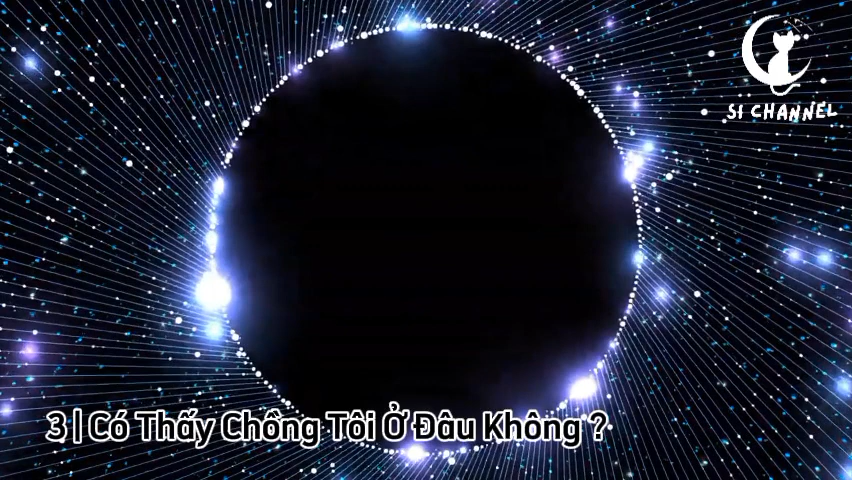 SI CHANNEL
3 | Có Thấy Chồng Tôi Ở Đâu Không ?